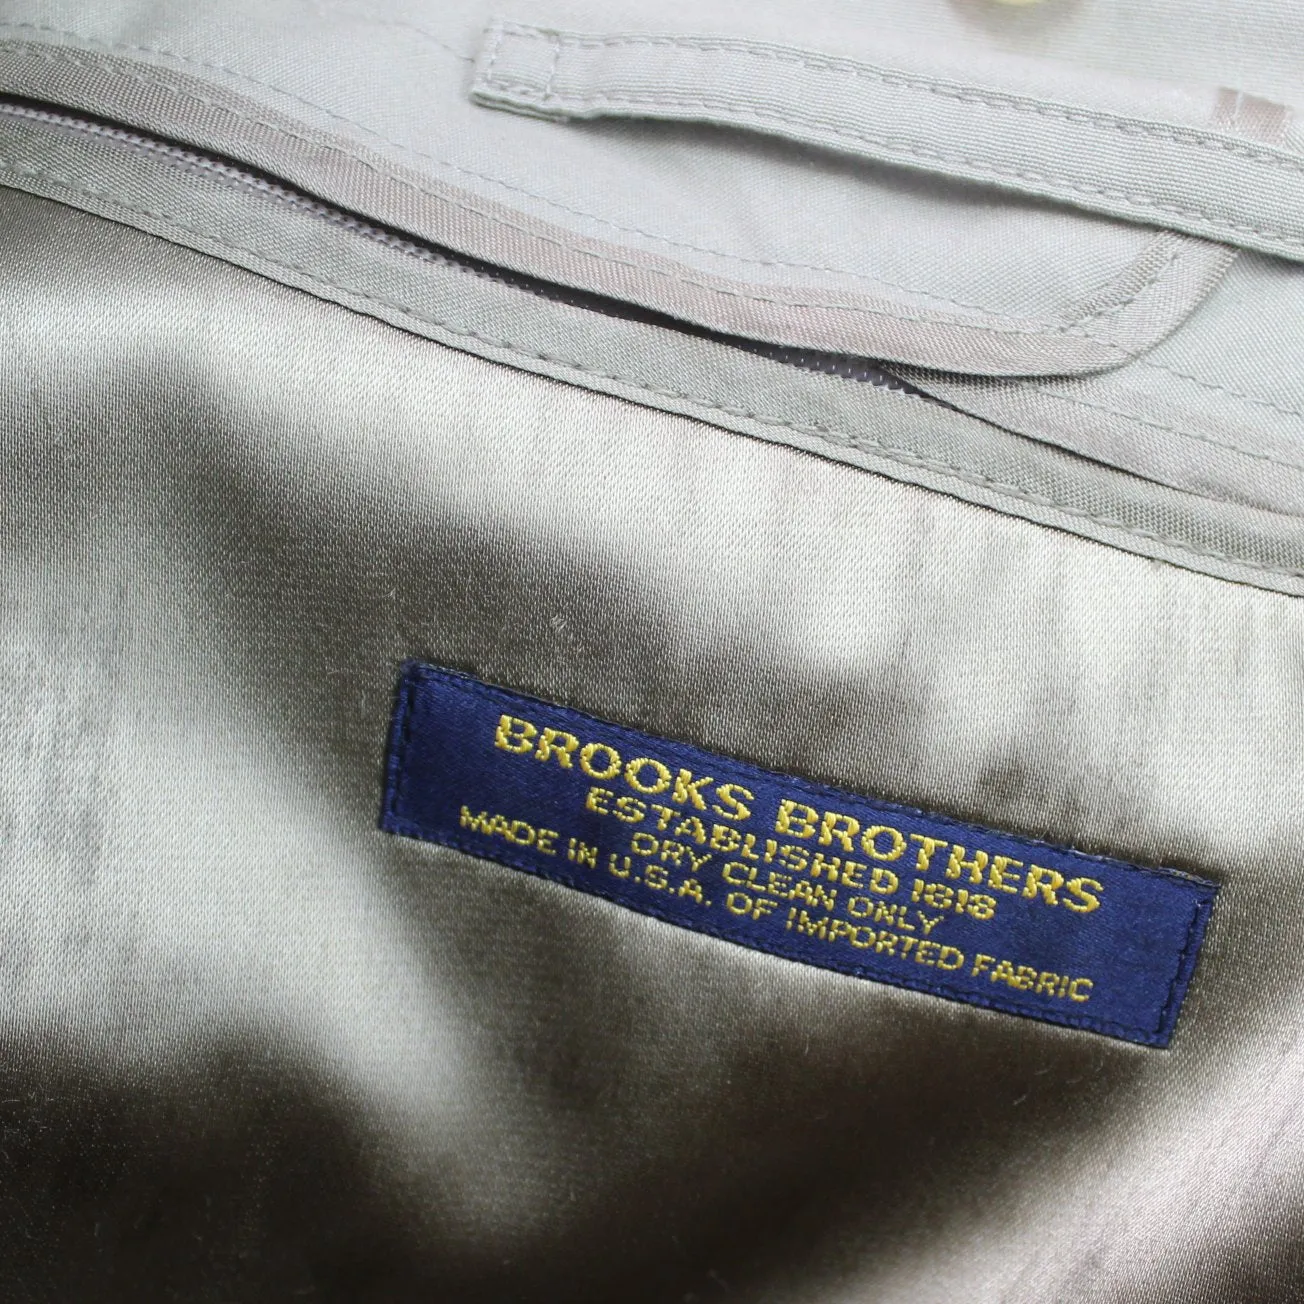 BROOKS BROTHERS
ESTABLISHED 1818
DRY CLEAN ONLY
MADE IN U.S.A. OF IMPORTED FABRIC